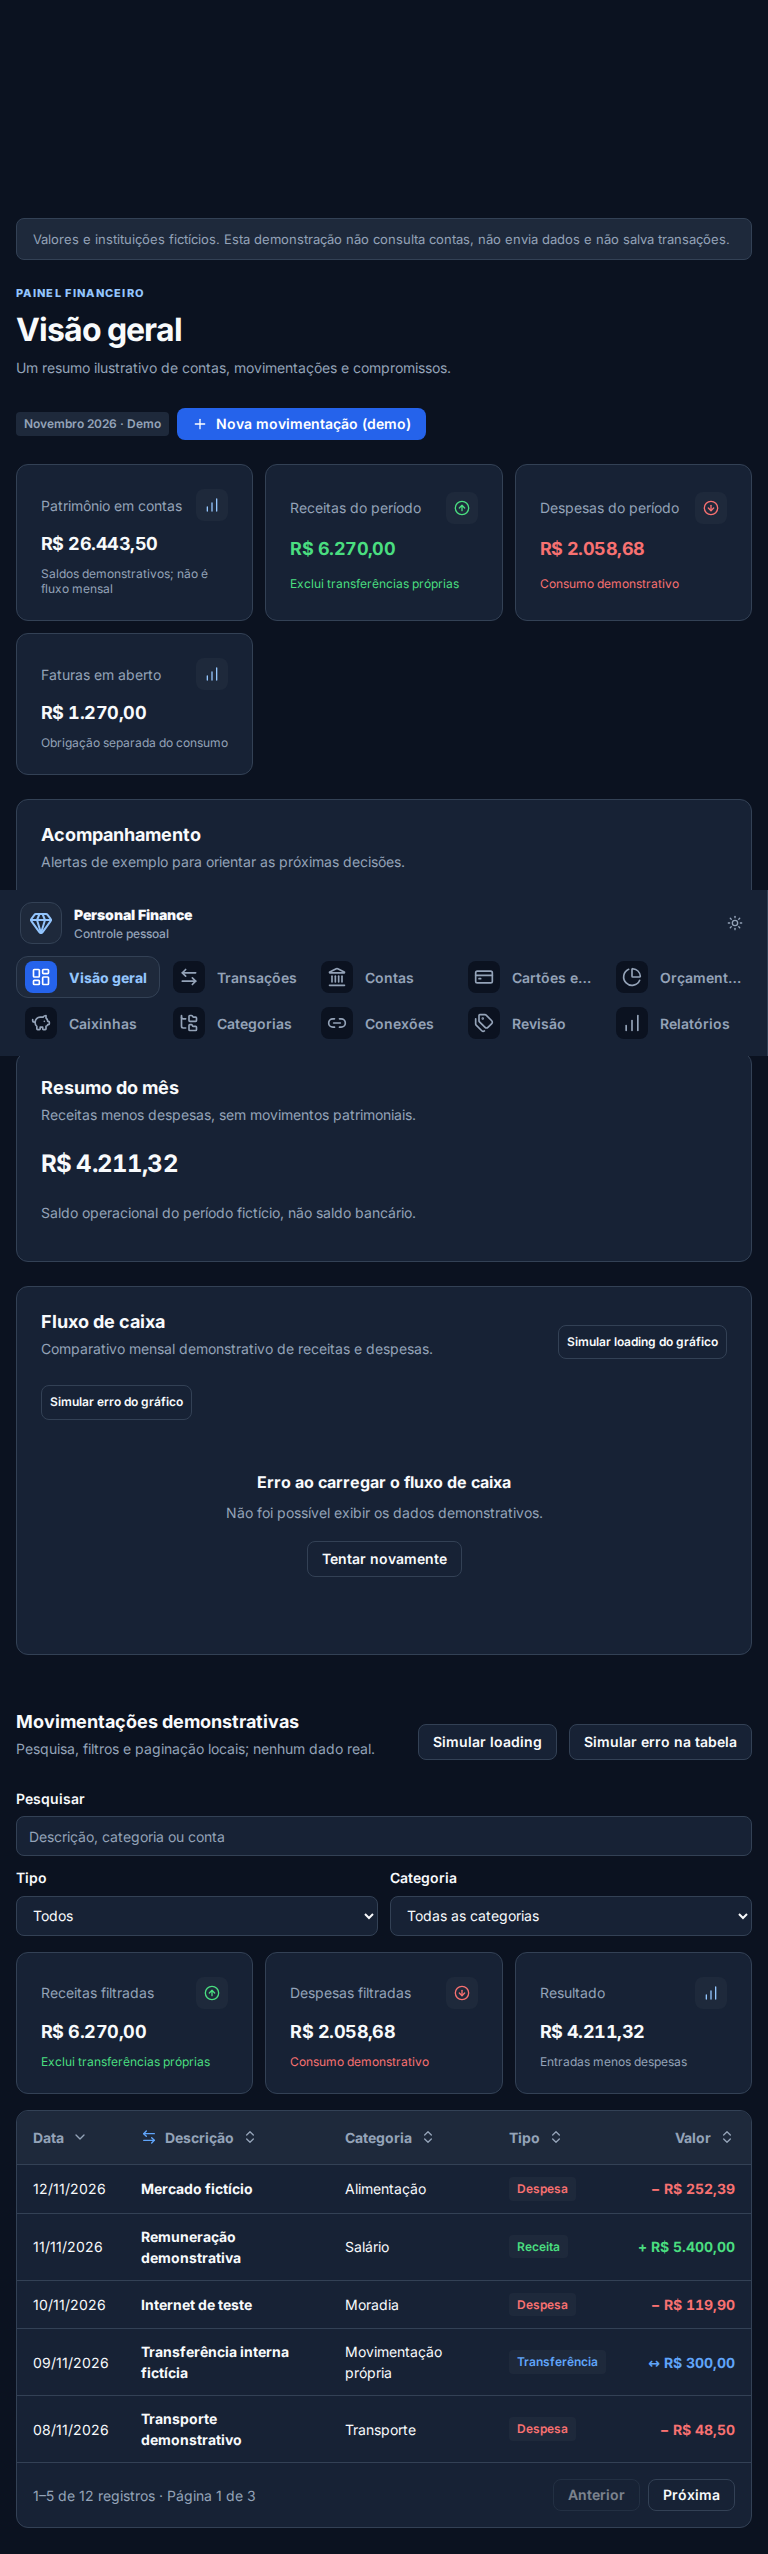 Valores e instituições fictícios. Esta demonstração não consulta contas, não envia dados e não salva transações.
PAINEL FINANCEIRO
Visão geral
Um resumo ilustrativo de contas, movimentações e compromissos.
Novembro 2026 · Demo
Nova movimentação (demo)
Patrimônio em contas
R$ 26.443,50
Saldos demonstrativos; não é
fluxo mensal
Receitas do período
R$ 6.270,00
Exclui transferências próprias
Despesas do período
R$ 2.058,68
Consumo demonstrativo
Faturas em aberto
R$ 1.270,00
Obrigação separada do consumo
Acompanhamento
Alertas de exemplo para orientar as próximas decisões.
Personal Finance
Controle pessoal
Visão geral
Transações
Contas
Cartões e...
Orçament...
Caixinhas
Categorias
Conexões
Revisão
Relatórios
Resumo do mês
Receitas menos despesas, sem movimentos patrimoniais.
R$ 4.211,32
Saldo operacional do período fictício, não saldo bancário.
Fluxo de caixa
Comparativo mensal demonstrativo de receitas e despesas.
Simular loading do gráfico
Simular erro do gráfico
Erro ao carregar o fluxo de caixa
Não foi possível exibir os dados demonstrativos.
Tentar novamente
Movimentações demonstrativas
Pesquisa, filtros e paginação locais; nenhum dado real.
Simular loading
Simular erro na tabela
Pesquisar
Descrição, categoria ou conta
Tipo
Categoria
Todos
Todas as categorias
Receitas filtradas
R$ 6.270,00
Exclui transferências próprias
Despesas filtradas
R$ 2.058,68
Consumo demonstrativo
Resultado
R$ 4.211,32
Entradas menos despesas
Data Descrição Categoria Tipo Valor
12/11/2026 Mercado fictício Alimentação Despesa − R$ 252,39
11/11/2026 Remuneração demonstrativa Salário Receita + R$ 5.400,00
10/11/2026 Internet de teste Moradia Despesa − R$ 119,90
09/11/2026 Transferência interna fictícia Movimentação própria Transferência ↔ R$ 300,00
08/11/2026 Transporte demonstrativo Transporte Despesa − R$ 48,50
1–5 de 12 registros · Página 1 de 3
Anterior
Próxima